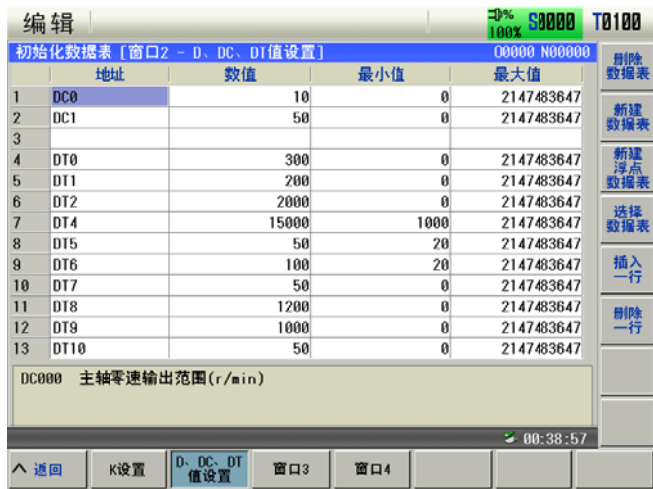 编辑
100% S0000 T0100
初始化数据表 [窗口2 - D、DC、DT值设置] O0000 N00000
地址 数值 最小值 最大值
1 DC0 10 0 2147483647
2 DC1 50 0 2147483647
3
4 DT0 300 0 2147483647
5 DT1 200 0 2147483647
6 DT2 2000 0 2147483647
7 DT4 15000 1000 2147483647
8 DT5 50 20 2147483647
9 DT6 100 20 2147483647
10 DT7 50 0 2147483647
11 DT8 1200 0 2147483647
12 DT9 1000 0 2147483647
13 DT10 50 0 2147483647
DC000 主轴零速输出范围(r/min)
00:38:57
删除
数据表
新建
数据表
新建
浮点
数据表
选择
数据表
插入
一行
删除
一行
返回
K设置
D、DC、DT
值设置
窗口3
窗口4